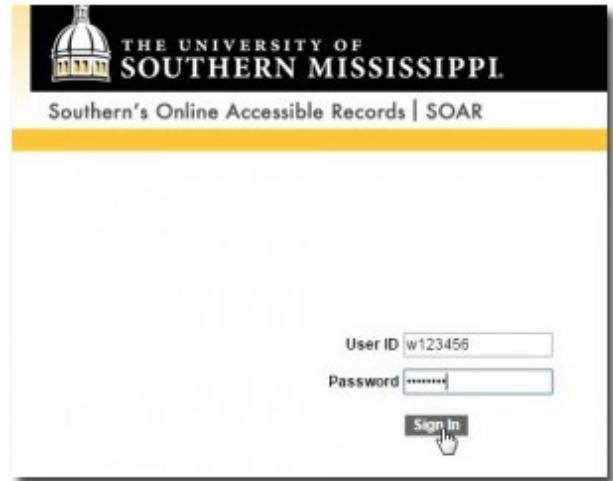 THE UNIVERSITY OF
SOUTHERN MISSISSIPPI.
Southern's Online Accessible Records | SOAR
User ID w123456
Password ••••••••
Sign In